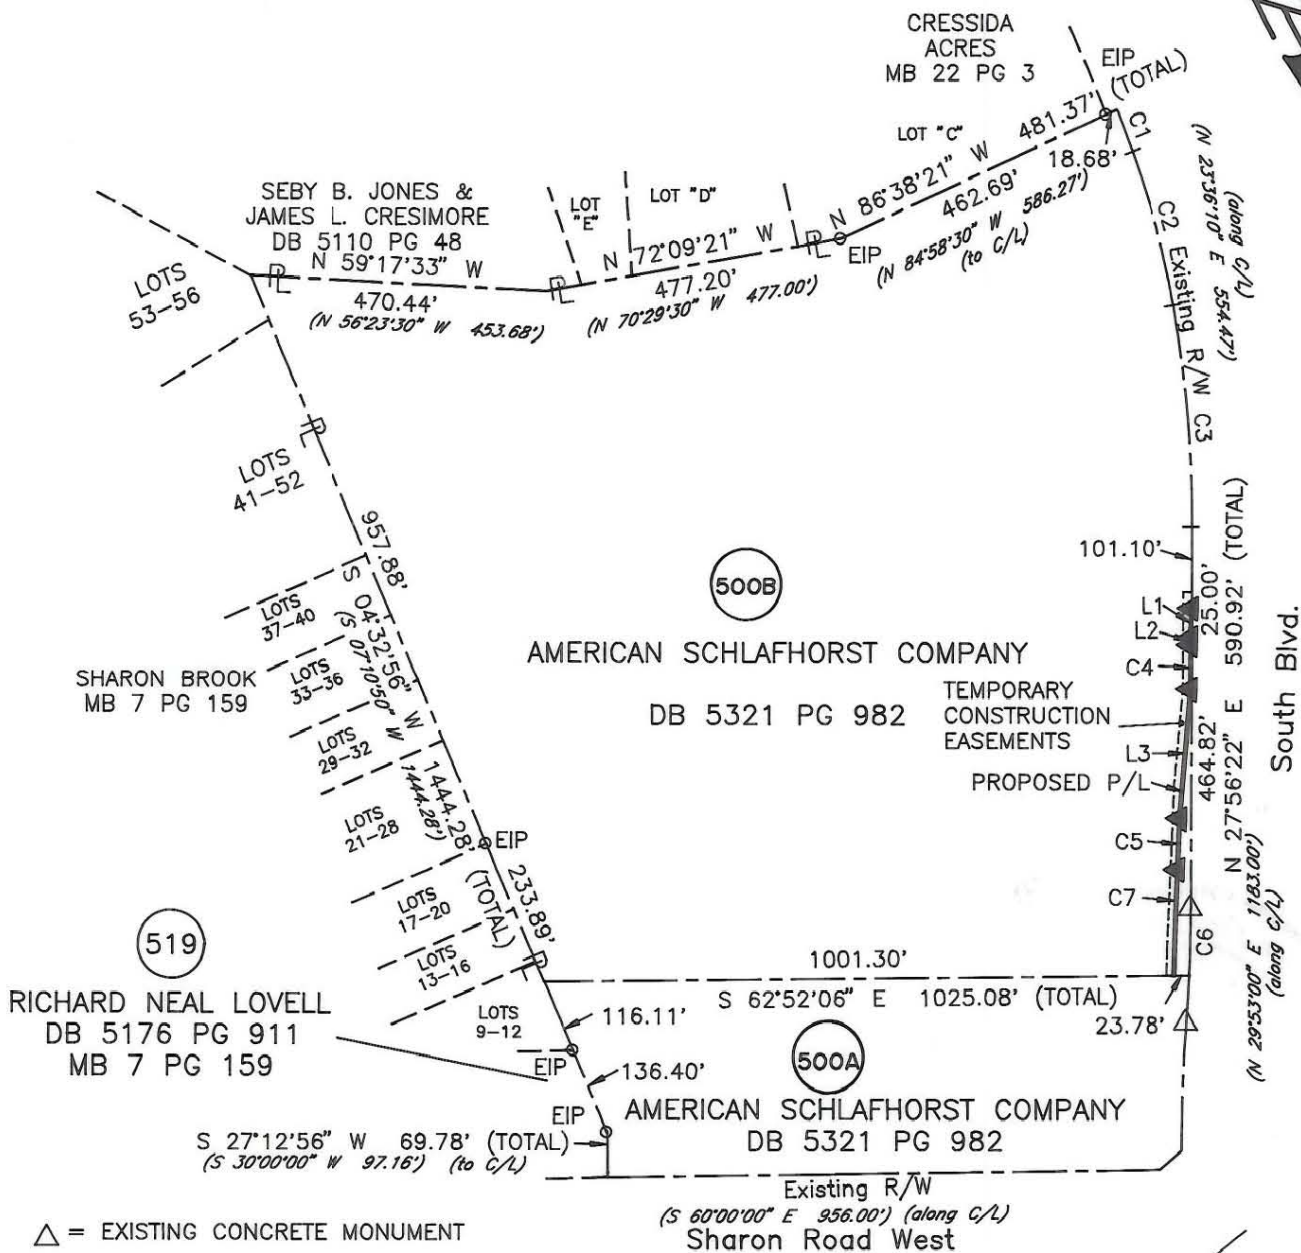 CRESSIDA
ACRES
MB 22 PG 3
EIP
(TOTAL)
481.37'
LOT "C"
N 86°38'21" W
18.68'
462.69'
(N 84°58'30" W 586.27')
(to C/L)
C1
(N 23°36'10" E 554.47')
(along C/L)
C2 Existing R/W C3
SEBY B. JONES &
JAMES L. CRESIMORE
DB 5110 PG 48
LOT
"E"
LOT "D"
N 59°17'33" W
PL
470.44'
(N 56°23'30" W 453.68')
PL
N 72°09'21" W
477.20'
(N 70°29'30" W 477.00')
PL
EIP
LOTS
53-56
PL
LOTS
41-52
957.88'
S 04°32'56" W
(S 07°10'50" W 1444.28')
1444.28' (TOTAL)
LOTS
37-40
SHARON BROOK
MB 7 PG 159
LOTS
33-36
LOTS
29-32
LOTS
21-28
EIP
LOTS
17-20
233.89'
LOTS
13-16
PL
LOTS
9-12
500B
AMERICAN SCHLAFHORST COMPANY
DB 5321 PG 982
101.10'
L1
L2
C4
25.00'
TEMPORARY
CONSTRUCTION
EASEMENTS
L3
PROPOSED P/L
464.82'
N 27°56'22" E 590.92' (TOTAL)
South Blvd.
C5
C7
C6
(N 29°53'00" E 1183.00')
(along C/L)
519
RICHARD NEAL LOVELL
DB 5176 PG 911
MB 7 PG 159
1001.30'
S 62°52'06" E 1025.08' (TOTAL)
23.78'
116.11'
EIP
136.40'
500A
AMERICAN SCHLAFHORST COMPANY
DB 5321 PG 982
EIP
S 27°12'56" W 69.78' (TOTAL)
(S 30°00'00" W 97.16') (to C/L)
Existing R/W
(S 60°00'00" E 956.00') (along C/L)
Sharon Road West
△ = EXISTING CONCRETE MONUMENT